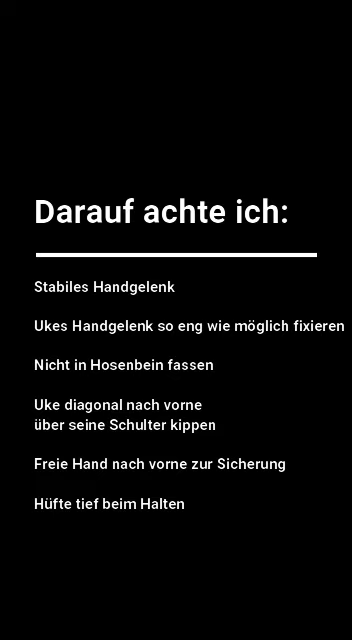 Darauf achte ich:
Stabiles Handgelenk
Ukes Handgelenk so eng wie möglich fixieren
Nicht in Hosenbein fassen
Uke diagonal nach vorne
über seine Schulter kippen
Freie Hand nach vorne zur Sicherung
Hüfte tief beim Halten